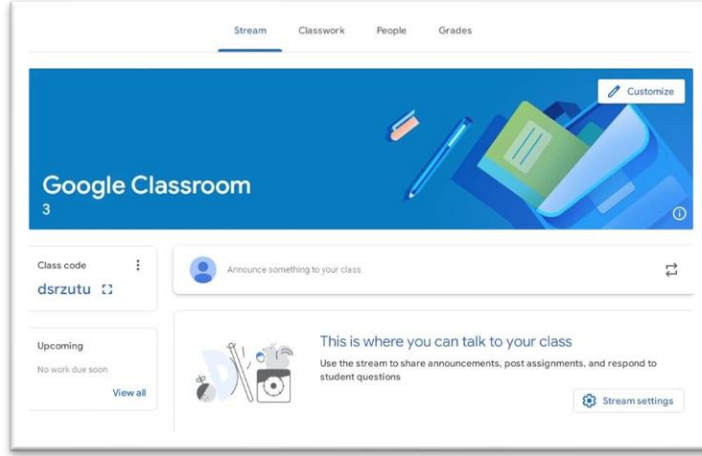 Stream Classwork People Grades
Customize
Google Classroom
3
Class code
dsrzutu
Announce something to your class
Upcoming
No work due soon
View all
This is where you can talk to your class
Use the stream to share announcements, post assignments, and respond to
student questions
Stream settings